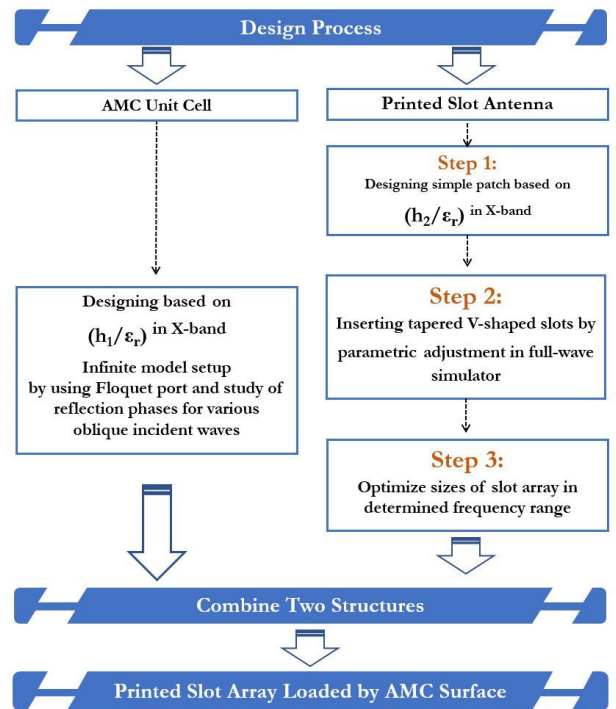 Design Process
AMC Unit Cell
Designing based on
(h₁/εᵣ) in X-band
Infinite model setup
by using Floquet port and study of
reflection phases for various
oblique incident waves
Printed Slot Antenna
Step 1:
Designing simple patch based on
(h₂/εᵣ) in X-band
Step 2:
Inserting tapered V-shaped slots by
parametric adjustment in full-wave
simulator
Step 3:
Optimize sizes of slot array in
determined frequency range
Combine Two Structures
Printed Slot Array Loaded by AMC Surface